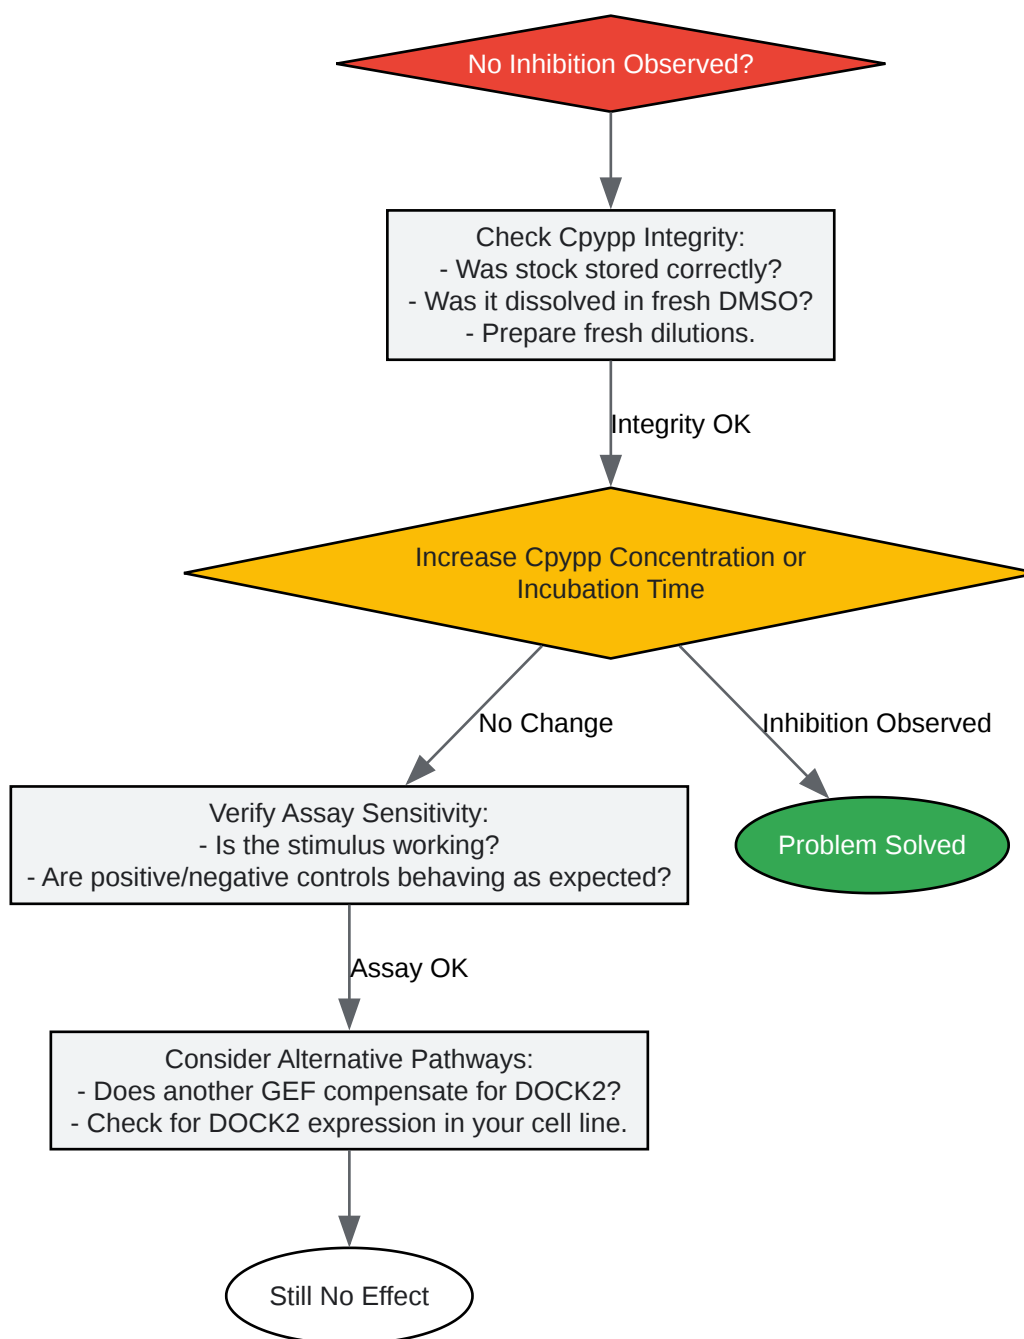 No Inhibition Observed?
Check Cpypp Integrity:
- Was stock stored correctly?
- Was it dissolved in fresh DMSO?
- Prepare fresh dilutions.
Integrity OK
Increase Cpypp Concentration or
Incubation Time
No Change
Inhibition Observed
Verify Assay Sensitivity:
- Is the stimulus working?
- Are positive/negative controls behaving as expected?
Problem Solved
Assay OK
Consider Alternative Pathways:
- Does another GEF compensate for DOCK2?
- Check for DOCK2 expression in your cell line.
Still No Effect